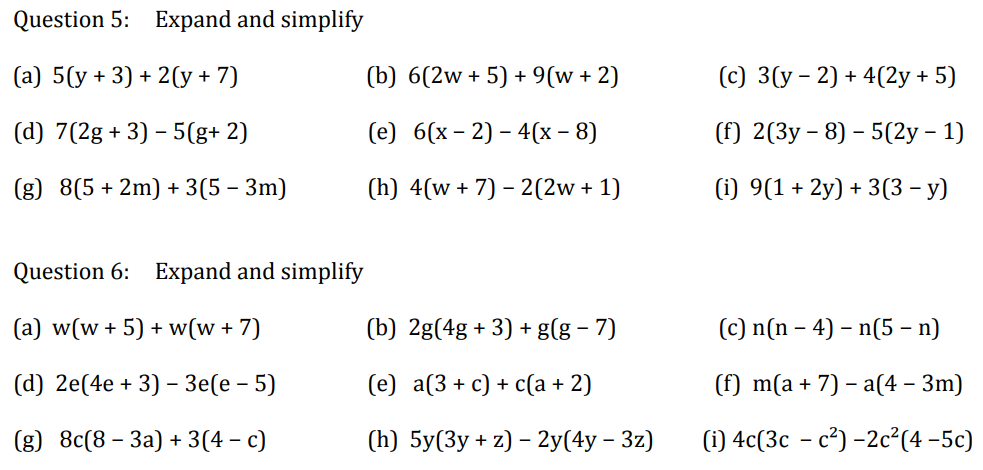 Question 5: Expand and simplify
(a) 5(y + 3) + 2(y + 7) (b) 6(2w + 5) + 9(w + 2) (c) 3(y – 2) + 4(2y + 5)
(d) 7(2g + 3) – 5(g+ 2) (e) 6(x – 2) – 4(x – 8) (f) 2(3y – 8) – 5(2y – 1)
(g) 8(5 + 2m) + 3(5 – 3m) (h) 4(w + 7) – 2(2w + 1) (i) 9(1 + 2y) + 3(3 – y)
Question 6: Expand and simplify
(a) w(w + 5) + w(w + 7) (b) 2g(4g + 3) + g(g – 7) (c) n(n – 4) – n(5 – n)
(d) 2e(4e + 3) – 3e(e – 5) (e) a(3 + c) + c(a + 2) (f) m(a + 7) – a(4 – 3m)
(g) 8c(8 – 3a) + 3(4 – c) (h) 5y(3y + z) – 2y(4y – 3z) (i) 4c(3c – c²) –2c²(4 –5c)